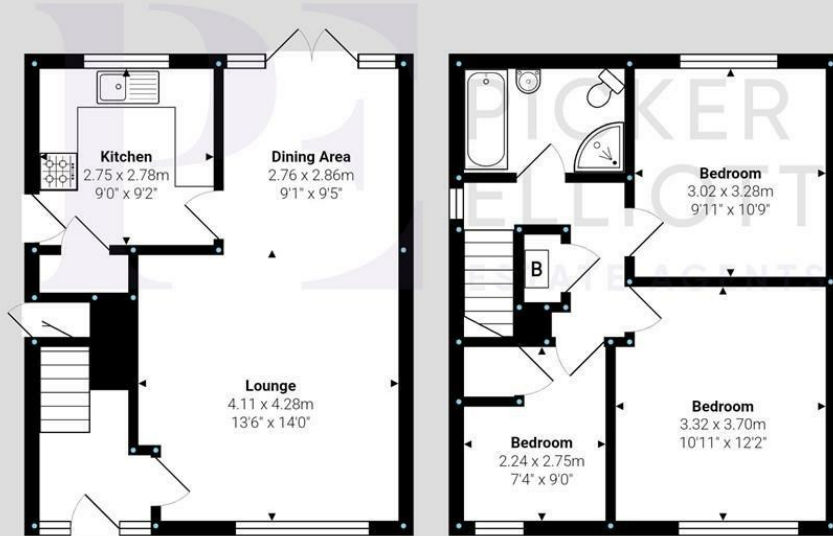 Kitchen
2.75 x 2.78m
9'0" x 9'2"
Dining Area
2.76 x 2.86m
9'1" x 9'5"
Lounge
4.11 x 4.28m
13'6" x 14'0"
PICKER
ELLIOTT
ESTATE AGENTS
Bedroom
3.02 x 3.28m
9'11" x 10'9"
B
Bedroom
3.32 x 3.70m
10'11" x 12'2"
Bedroom
2.24 x 2.75m
7'4" x 9'0"
PE